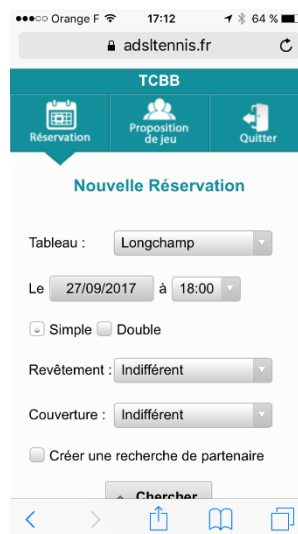 Orange F 17:12 64 %
adsltennis.fr
TCBB
Réservation Proposition de jeu Quitter
Nouvelle Réservation
Tableau : Longchamp
Le 27/09/2017 à 18:00
Simple Double
Revêtement : Indifférent
Couverture : Indifférent
Créer une recherche de partenaire
Chercher